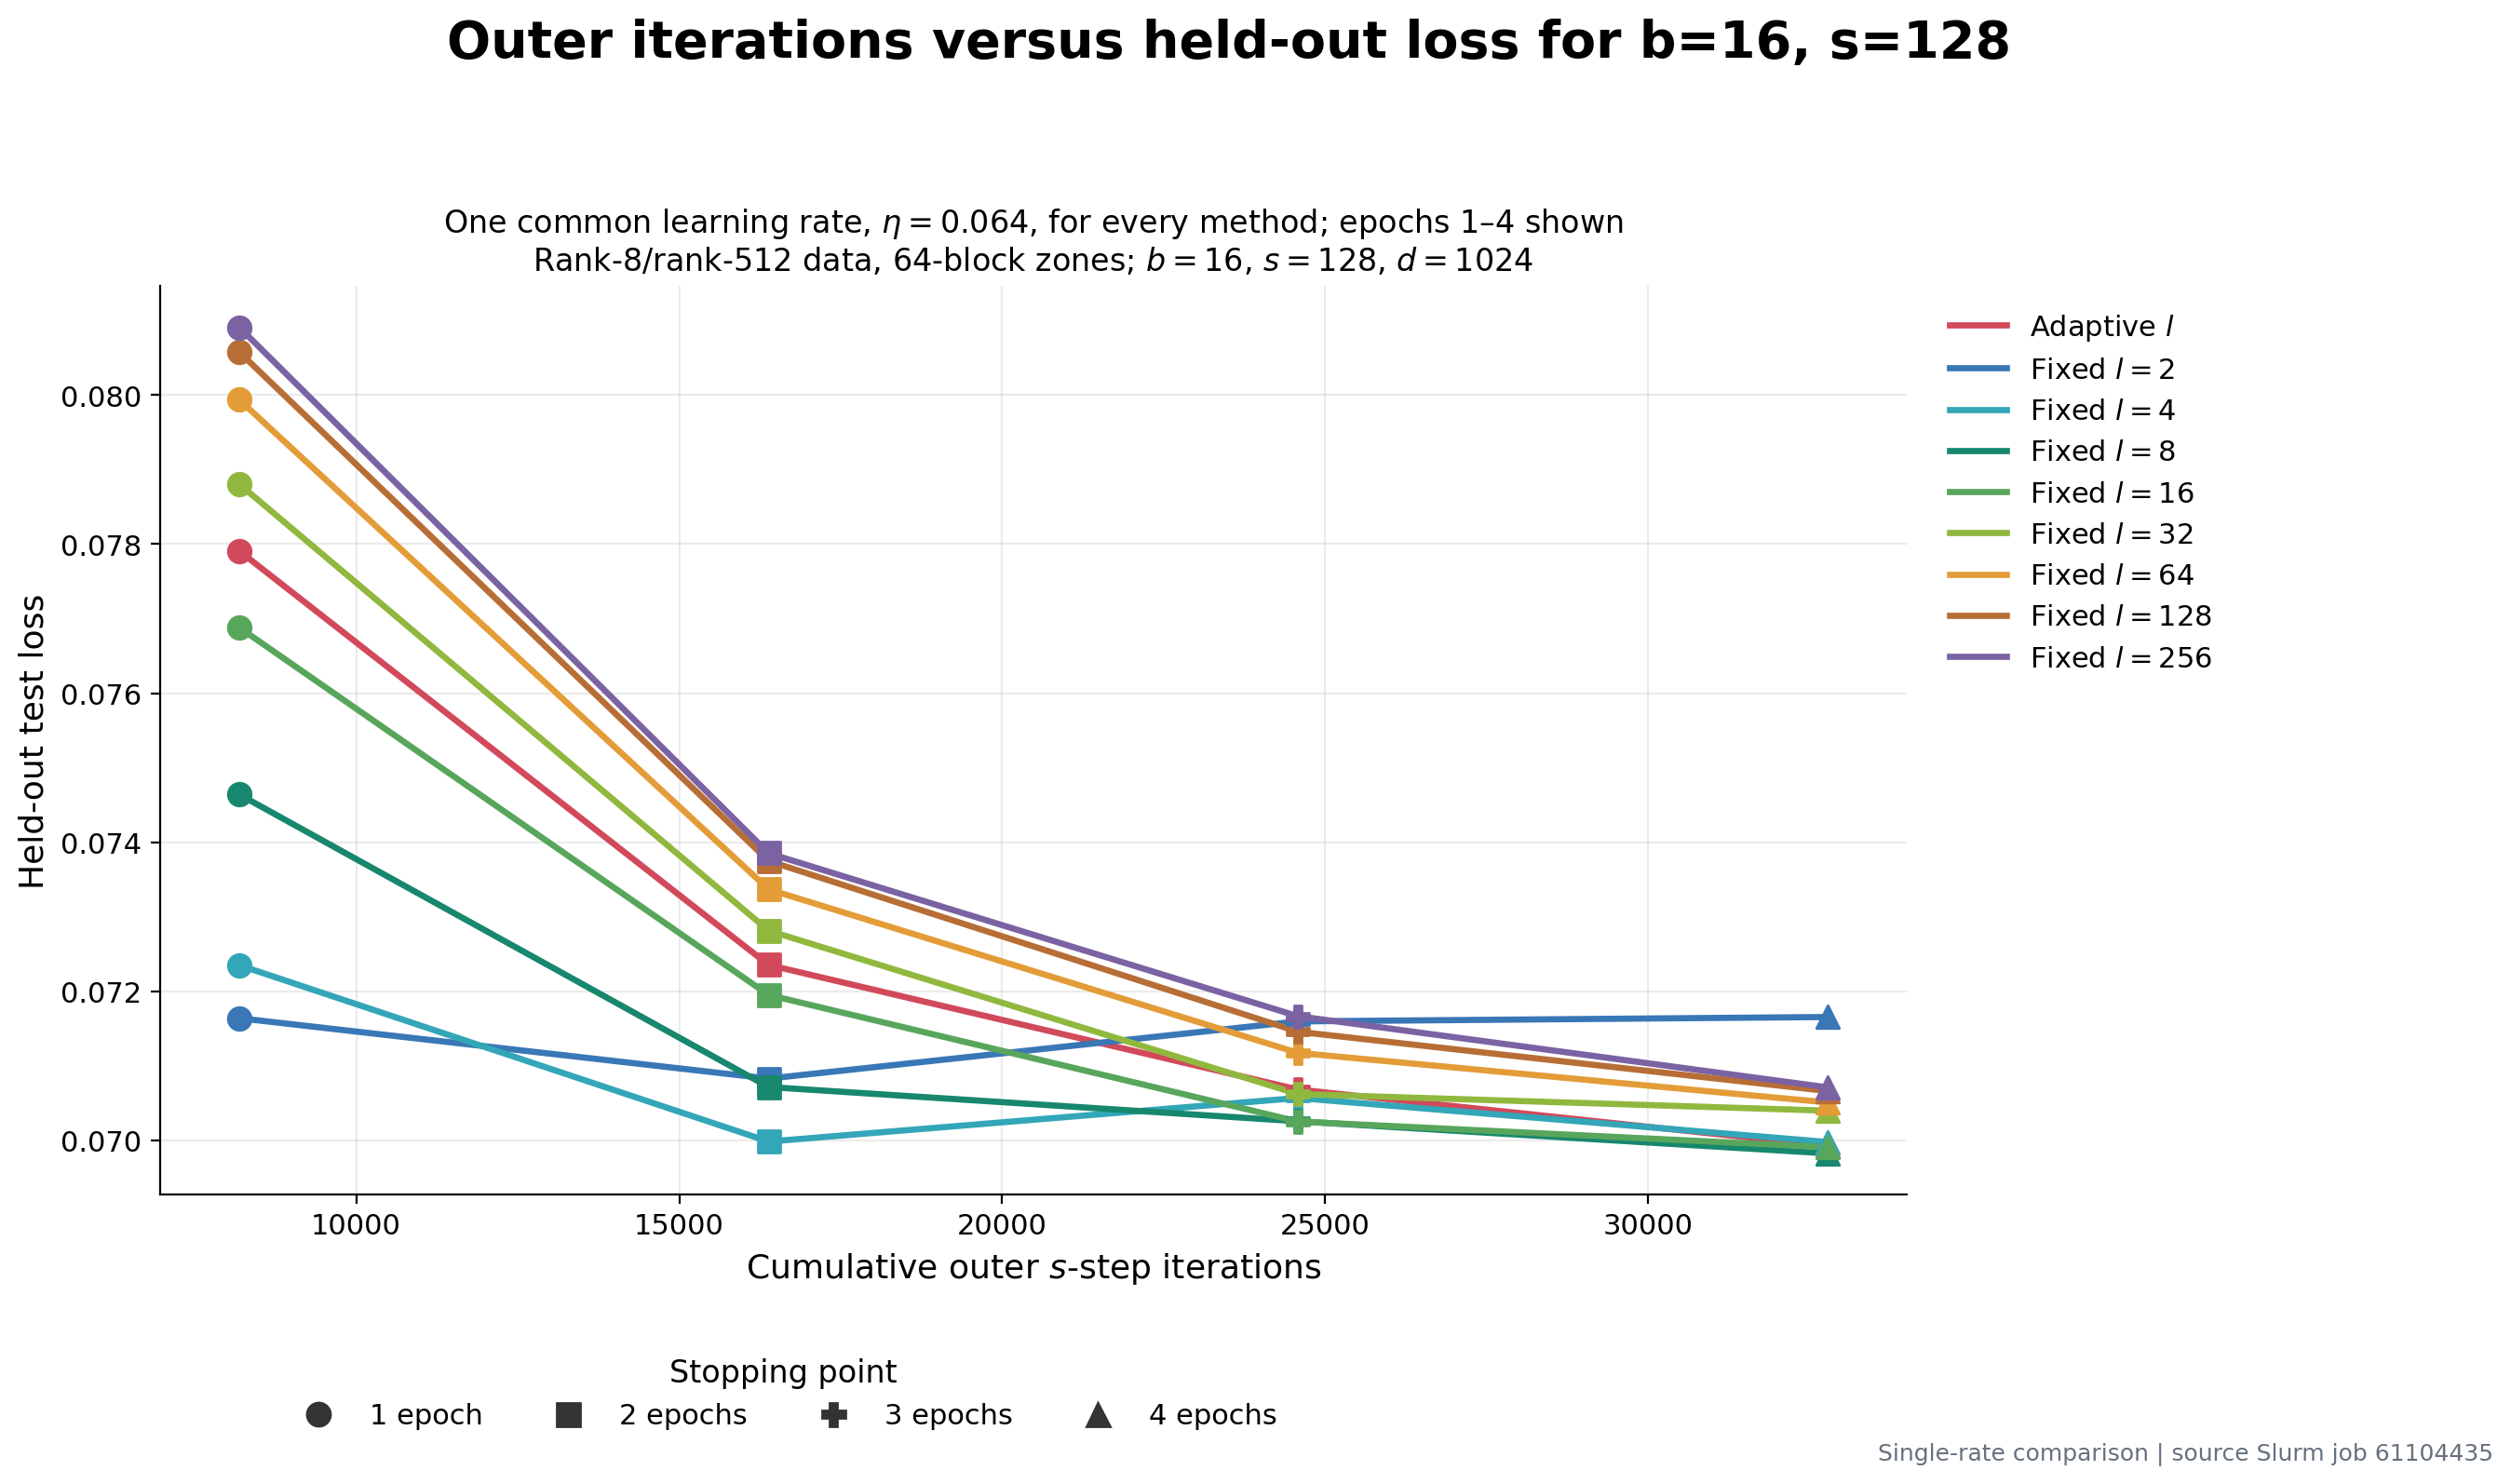 Outer iterations versus held-out loss for b=16, s=128
One common learning rate, η = 0.064, for every method; epochs 1–4 shown
Rank-8/rank-512 data, 64-block zones; b = 16, s = 128, d = 1024
Held-out test loss
0.080
0.078
0.076
0.074
0.072
0.070
10000
15000
20000
25000
30000
Cumulative outer s-step iterations
Adaptive l
Fixed l = 2
Fixed l = 4
Fixed l = 8
Fixed l = 16
Fixed l = 32
Fixed l = 64
Fixed l = 128
Fixed l = 256
Stopping point
1 epoch
2 epochs
3 epochs
4 epochs
Single-rate comparison | source Slurm job 61104435